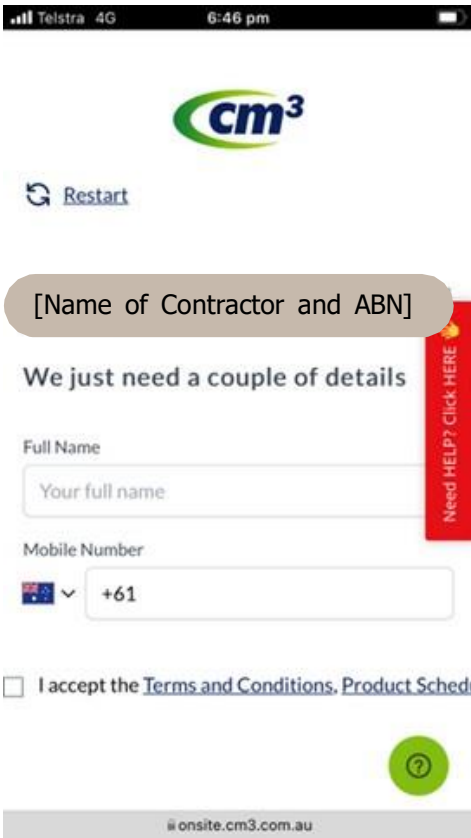 Telstra 4G 6:46 pm
cm³
Restart
[Name of Contractor and ABN]
We just need a couple of details
Need HELP? Click HERE
Full Name
Your full name
Mobile Number
+61
I accept the Terms and Conditions, Product Schedu
?
onsite.cm3.com.au